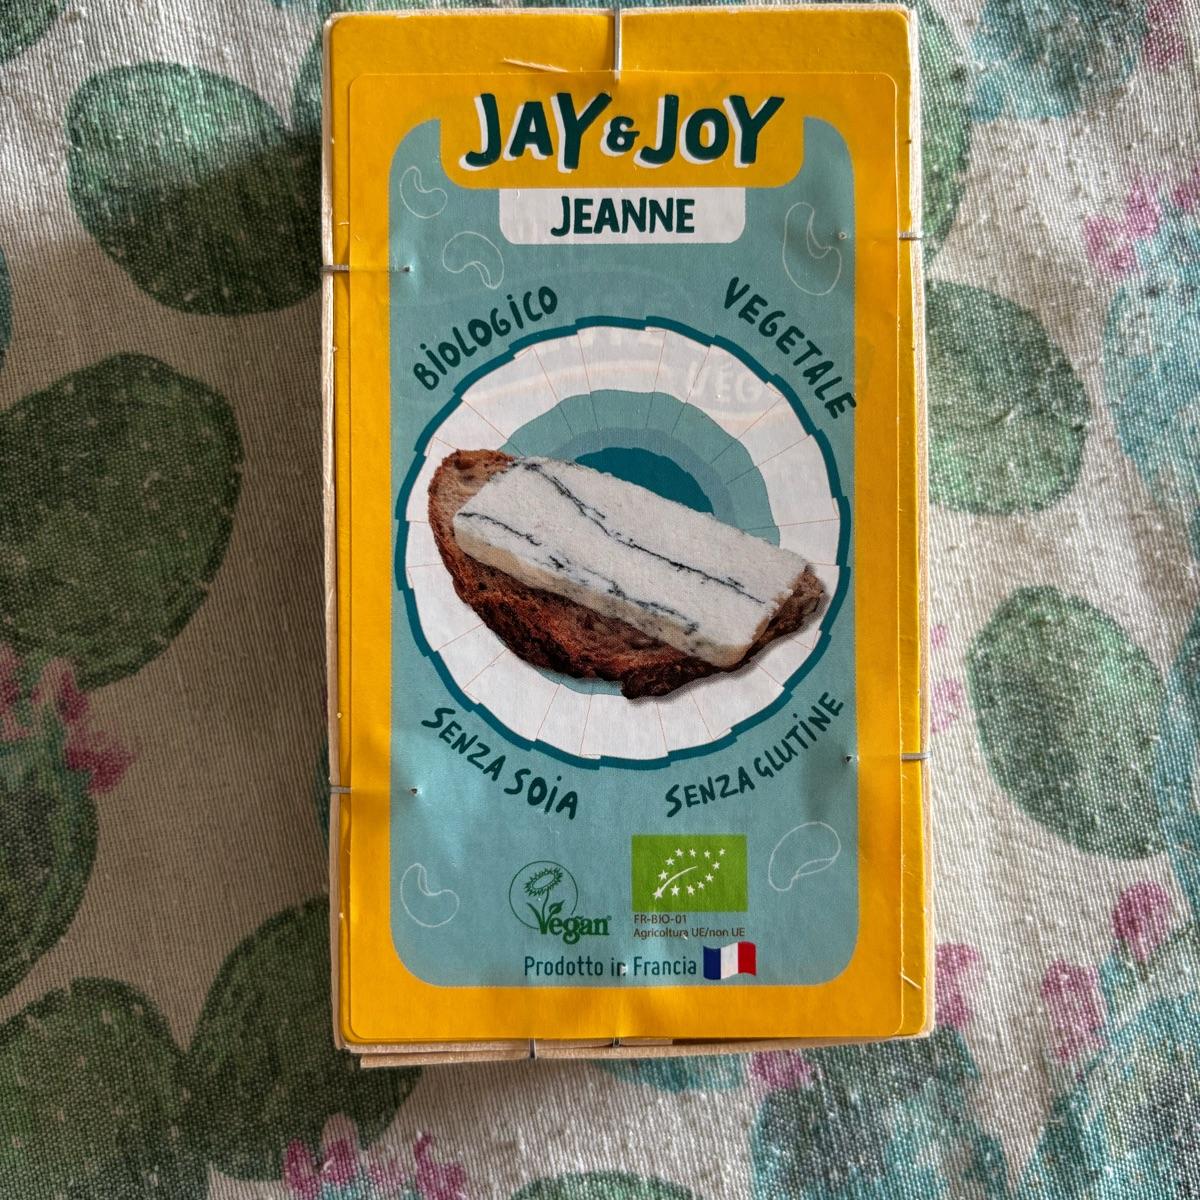 JAY & JOY
JEANNE
BIOLOGICO
VEGETALE
VÉG
SENZA SOIA
SENZA GLUTINE
Vegan
FR-BIO-01
Agricoltura UE/non UE
Prodotto in Francia